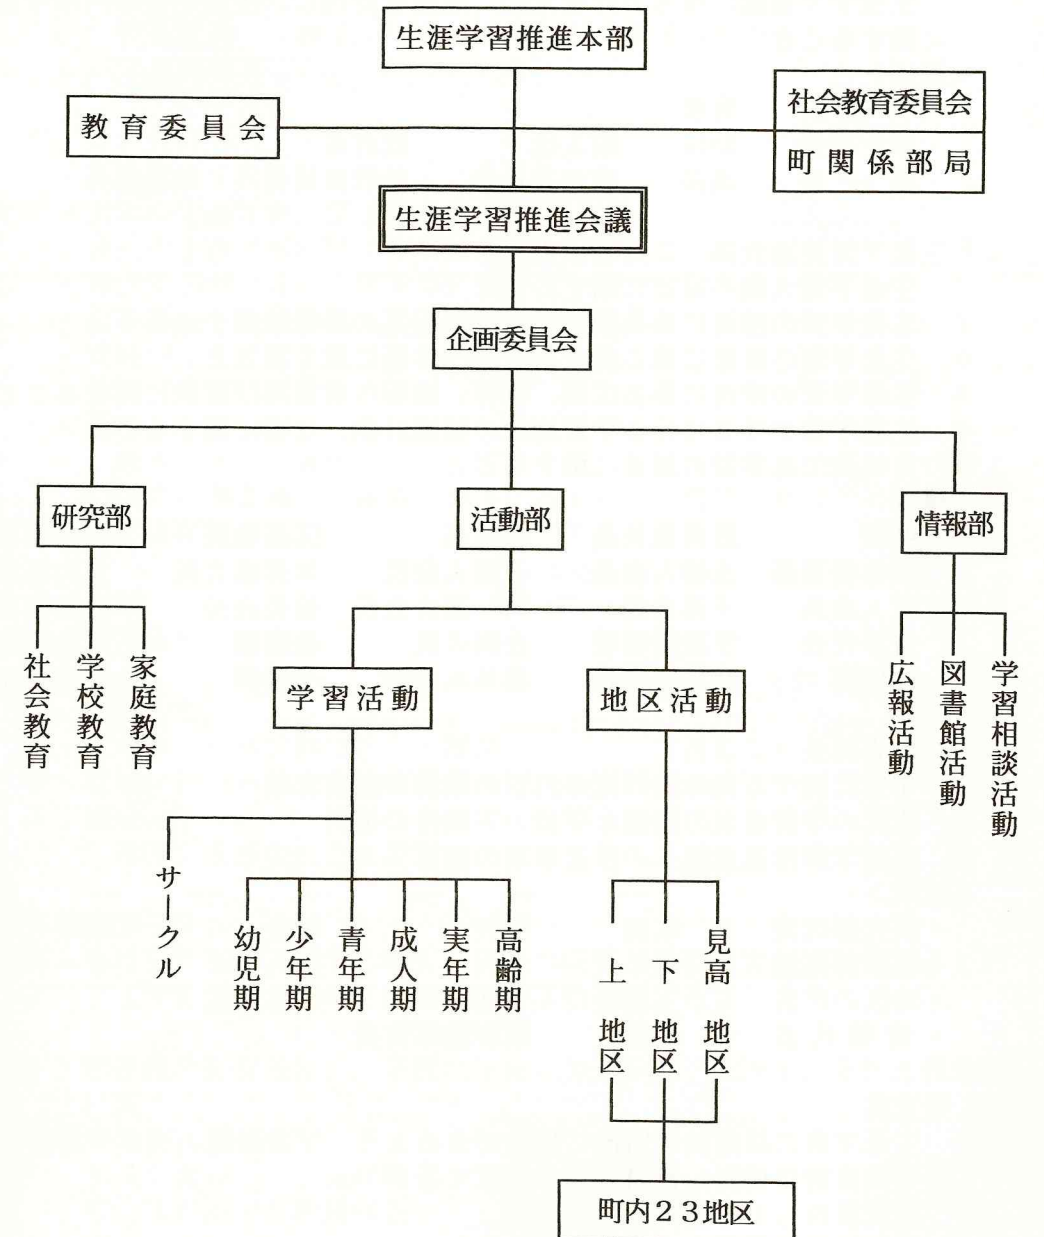 生涯学習推進本部
教育委員会
社会教育委員会
町関係部局
生涯学習推進会議
企画委員会
研究部
活動部
情報部
社会教育
学校教育
家庭教育
学習活動
地区活動
広報活動
図書館活動
学習相談活動
サークル
幼児期
少年期
青年期
成人期
実年期
高齢期
上 地区
下 地区
見高 地区
町内23地区